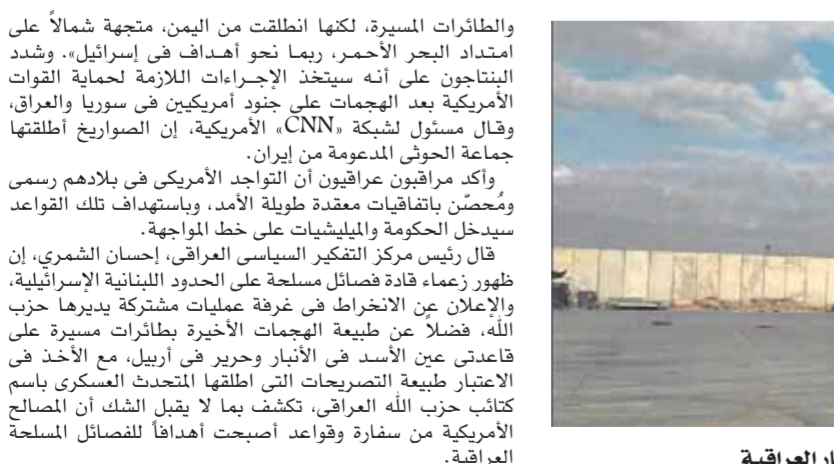 والطائرات المسيرة، لكنها انطلقت من اليمن، متجهة شمالاً على
امتداد البحر الأحمر، ربما نحو أهداف فى إسرائيل». وشدد
البنتاجون على أنه سيتخذ الإجراءات اللازمة لحماية القوات
الأمريكية بعد الهجمات على جنود أمريكيين فى سوريا والعراق،
وقال مسئول لشبكة «CNN» الأمريكية، إن الصواريخ أطلقتها
جماعة الحوثى المدعومة من إيران.
وأكد مراقبون عراقيون أن التواجد الأمريكى فى بلادهم رسمى
ومُحصّن باتفاقيات معقدة طويلة الأمد، وباستهداف تلك القواعد
سيدخل الحكومة والميليشيات على خط المواجهة.
قال رئيس مركز التفكير السياسى العراقى، إحسان الشمري، إن
ظهور زعماء قادة فصائل مسلحة على الحدود اللبنانية الإسرائيلية،
والإعلان عن الانخراط فى غرفة عمليات مشتركة يديرها حزب
الله، فضلاً عن طبيعة الهجمات الأخيرة بطائرات مسيرة على
قاعدتى عين الأسد فى الأنبار وحرير فى أربيل، مع الأخذ فى
الاعتبار طبيعة التصريحات التى اطلقها المتحدث العسكرى باسم
كتائب حزب الله العراقى، تكشف بما لا يقبل الشك أن المصالح
الأمريكية من سفارة وقواعد أصبحت أهدافاً للفصائل المسلحة
العراقية.
العراقية